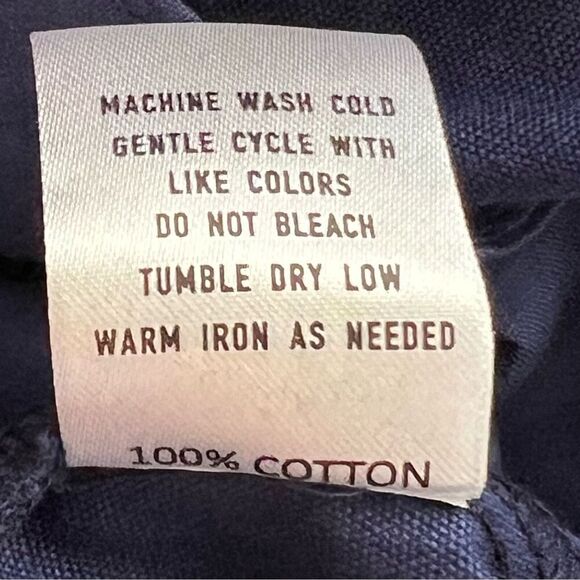 MACHINE WASH COLD
GENTLE CYCLE WITH
LIKE COLORS
DO NOT BLEACH
TUMBLE DRY LOW
WARM IRON AS NEEDED
100% COTTON